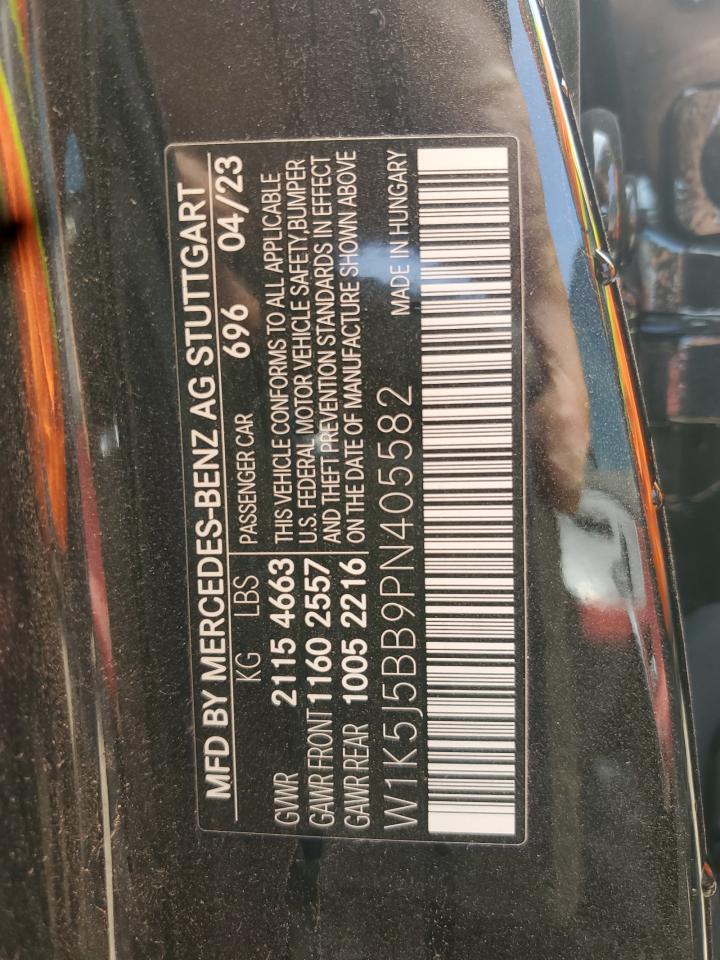 MFD BY MERCEDES-BENZ AG STUTTGART
KG LBS PASSENGER CAR 696 04/23
GVWR 2115 4663 THIS VEHICLE CONFORMS TO ALL APPLICABLE
GAWR FRONT 1160 2557 U.S. FEDERAL MOTOR VEHICLE SAFETY,BUMPER
AND THEFT PREVENTION STANDARDS IN EFFECT
GAWR REAR 1005 2216 ON THE DATE OF MANUFACTURE SHOWN ABOVE
W1K5J5BB9PN405582 MADE IN HUNGARY